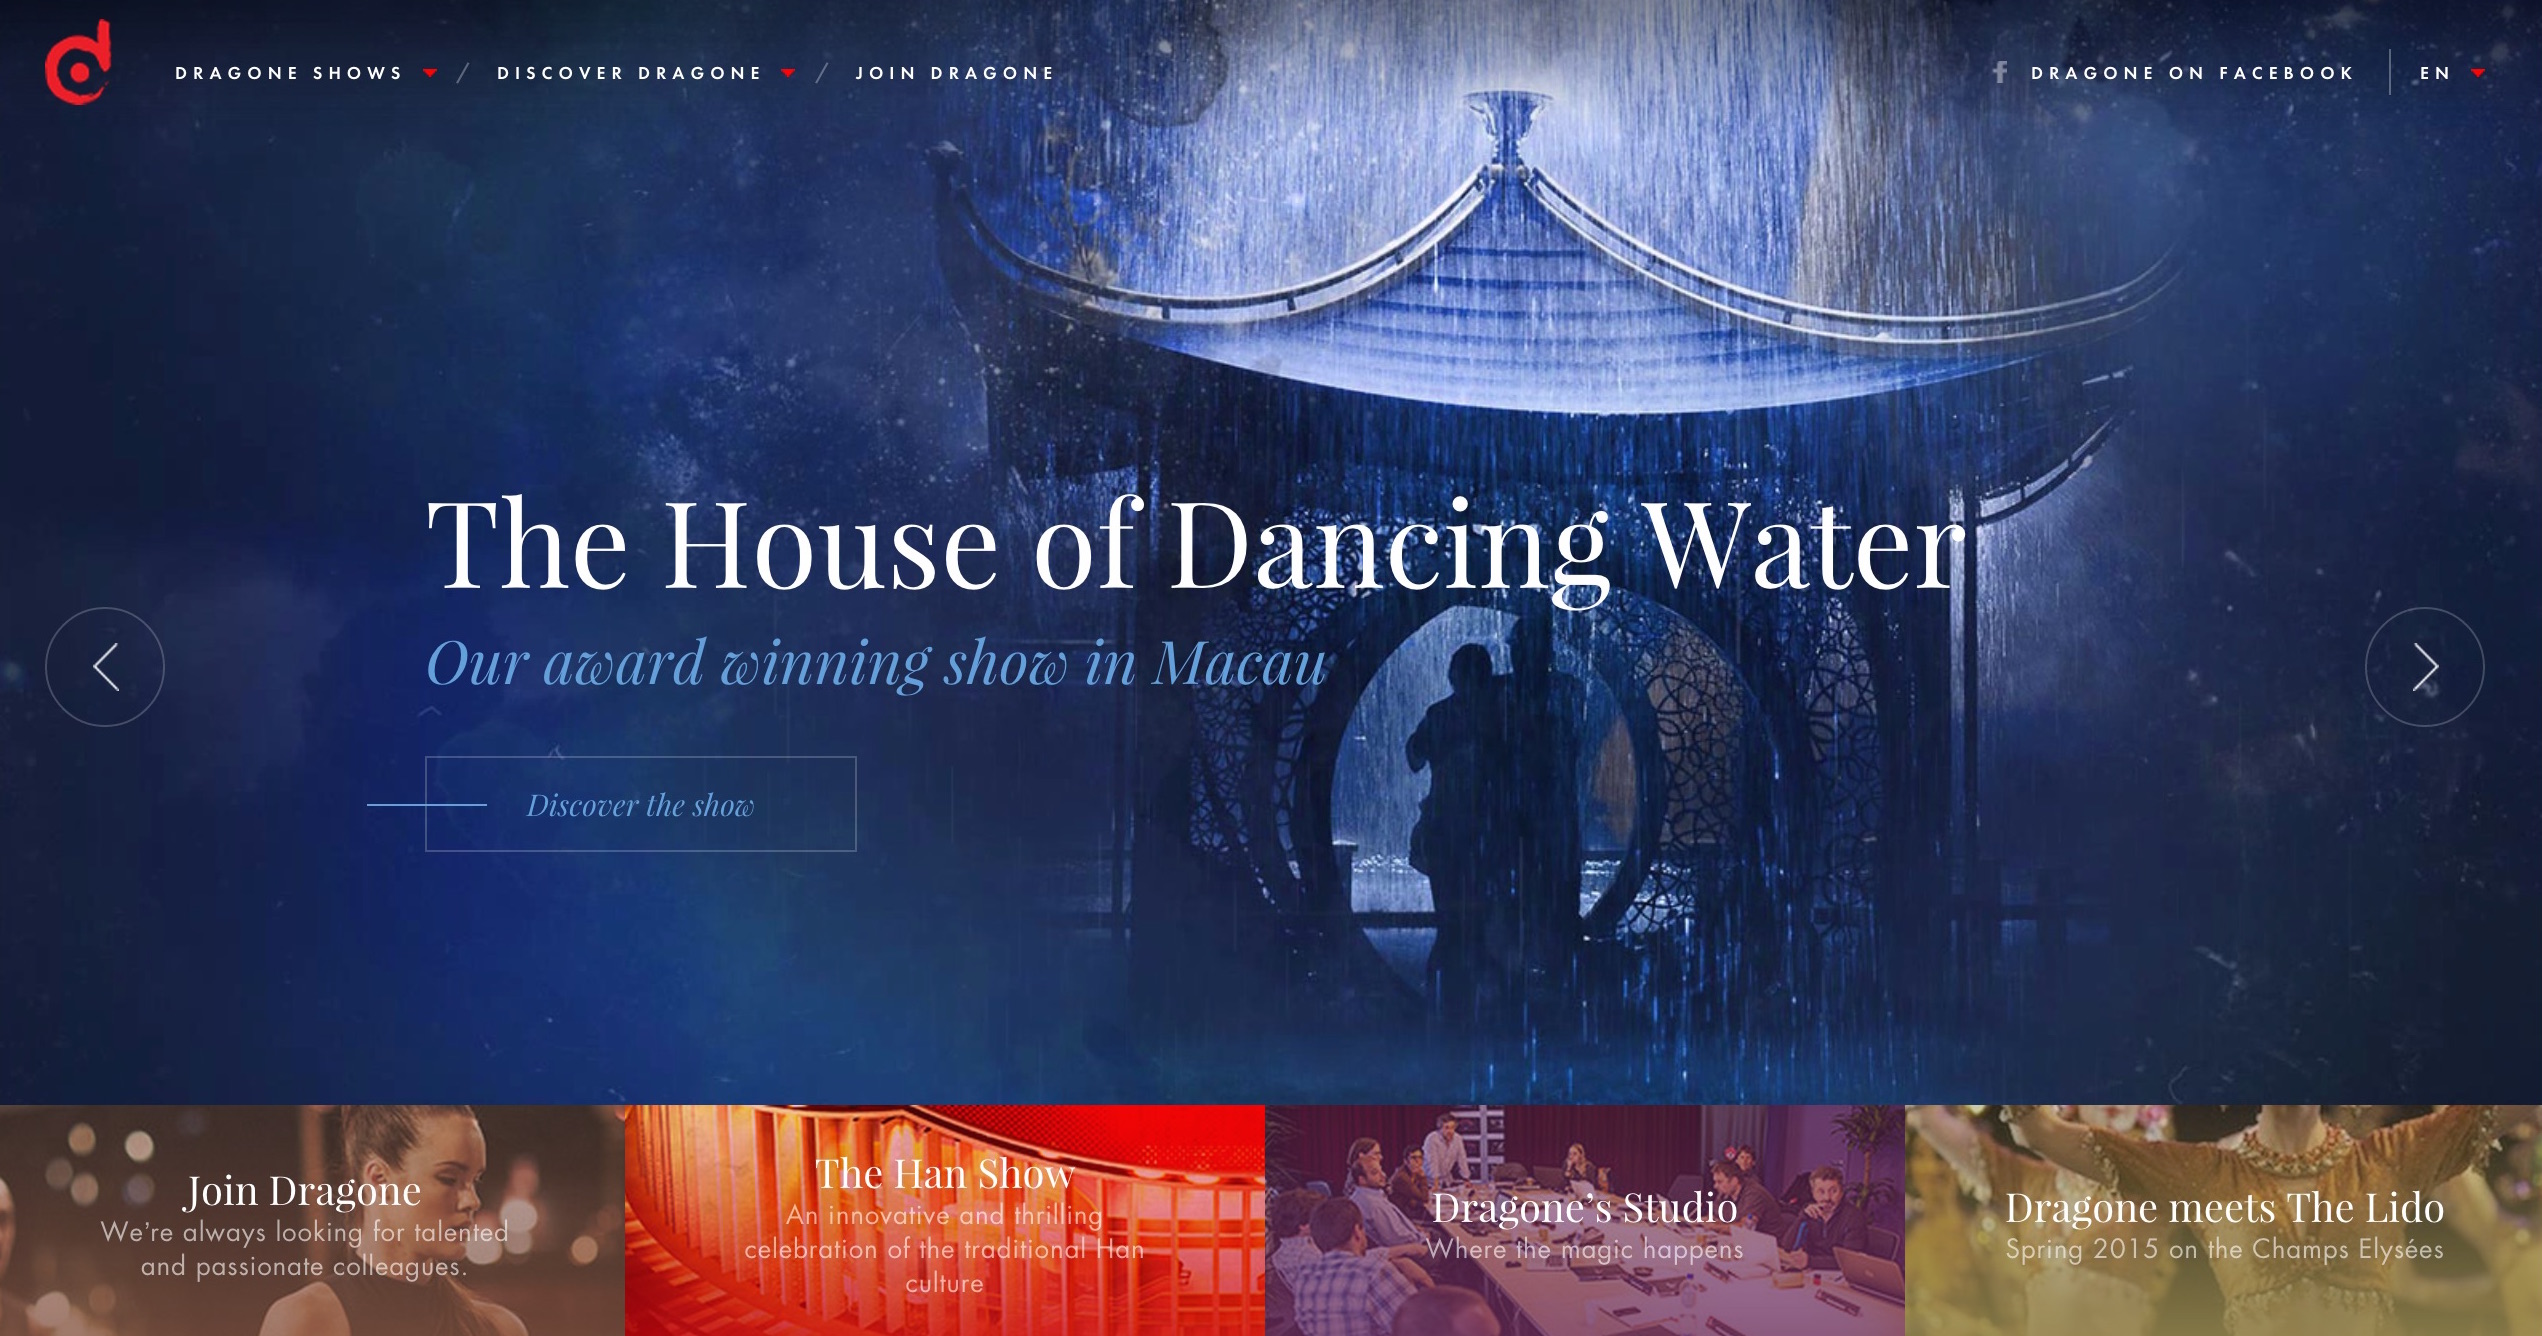 DRAGONE SHOWS / DISCOVER DRAGONE / JOIN DRAGONE
DRAGONE ON FACEBOOK
EN
The House of Dancing Water
Our award winning show in Macau
Discover the show
Join Dragone
We’re always looking for talented
and passionate colleagues.
The Han Show
An innovative and thrilling
celebration of the traditional Han
culture
Dragone’s Studio
Where the magic happens
Dragone meets The Lido
Spring 2015 on the Champs Elysées